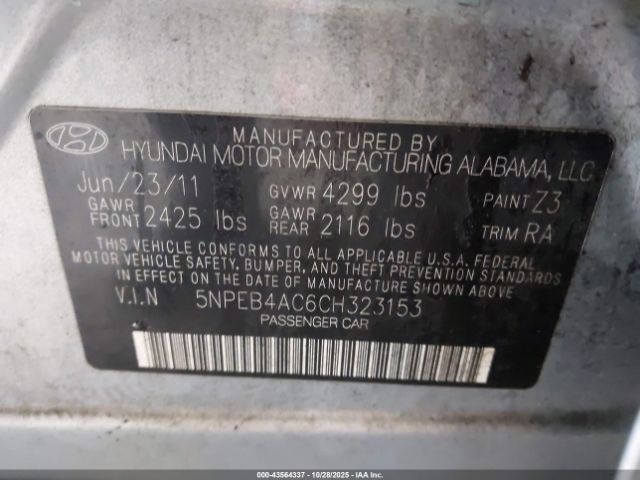 MANUFACTURED BY
HYUNDAI MOTOR MANUFACTURING ALABAMA, LLC
Jun/23/11 GVWR 4299 lbs PAINT Z3
GAWR FRONT 2425 lbs GAWR REAR 2116 lbs TRIM RA
THIS VEHICLE CONFORMS TO ALL APPLICABLE U.S.A. FEDERAL
MOTOR VEHICLE SAFETY, BUMPER, AND THEFT PREVENTION STANDARDS
IN EFFECT ON THE DATE OF MANUFACTURE SHOWN ABOVE.
V.I.N 5NPEB4AC6CH323153
PASSENGER CAR
000-43564337 | 10/28/2025 | IAA Inc.